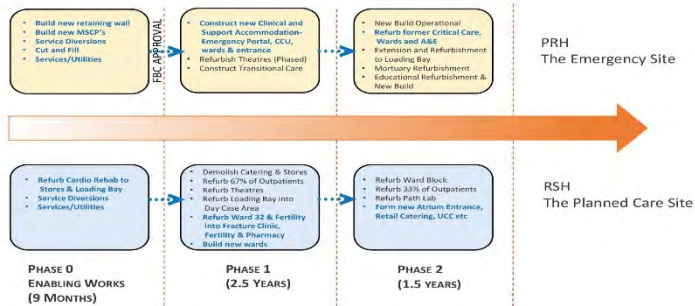 • Build new retaining wall
• Build new MSCP's
• Service Diversions
• Cut and Fill
• Services/Utilities
FBC APPROVAL
• Construct new Clinical and
Support Accommodation-
Emergency Portal, CCU,
wards & entrance
• Refurbish Theatres (Phased)
• Construct Transitional Care
• New Build Operational
• Refurb former Critical Care,
Wards and A&E
• Extension and Refurbishment
to Loading Bay
• Mortuary Refurbishment
• Educational Refurbishment &
New Build
PRH
The Emergency Site
• Refurb Cardio Rehab to
Stores & Loading Bay
• Service Diversions
• Services/Utilities
• Demolish Catering & Stores
• Refurb 67% of Outpatients
• Refurb Theatres
• Refurb Loading Bay into
Day Case Area
• Refurb Ward 32 & Fertility
into Fracture Clinic,
Fertility & Pharmacy
• Build new wards
• Refurb Ward Block
• Refurb 33% of Outpatients
• Refurb Path Lab
• Form new Atrium Entrance,
Retail Catering, UCC etc
RSH
The Planned Care Site
PHASE 0
ENABLING WORKS
(9 MONTHS)
PHASE 1
(2.5 YEARS)
PHASE 2
(1.5 YEARS)